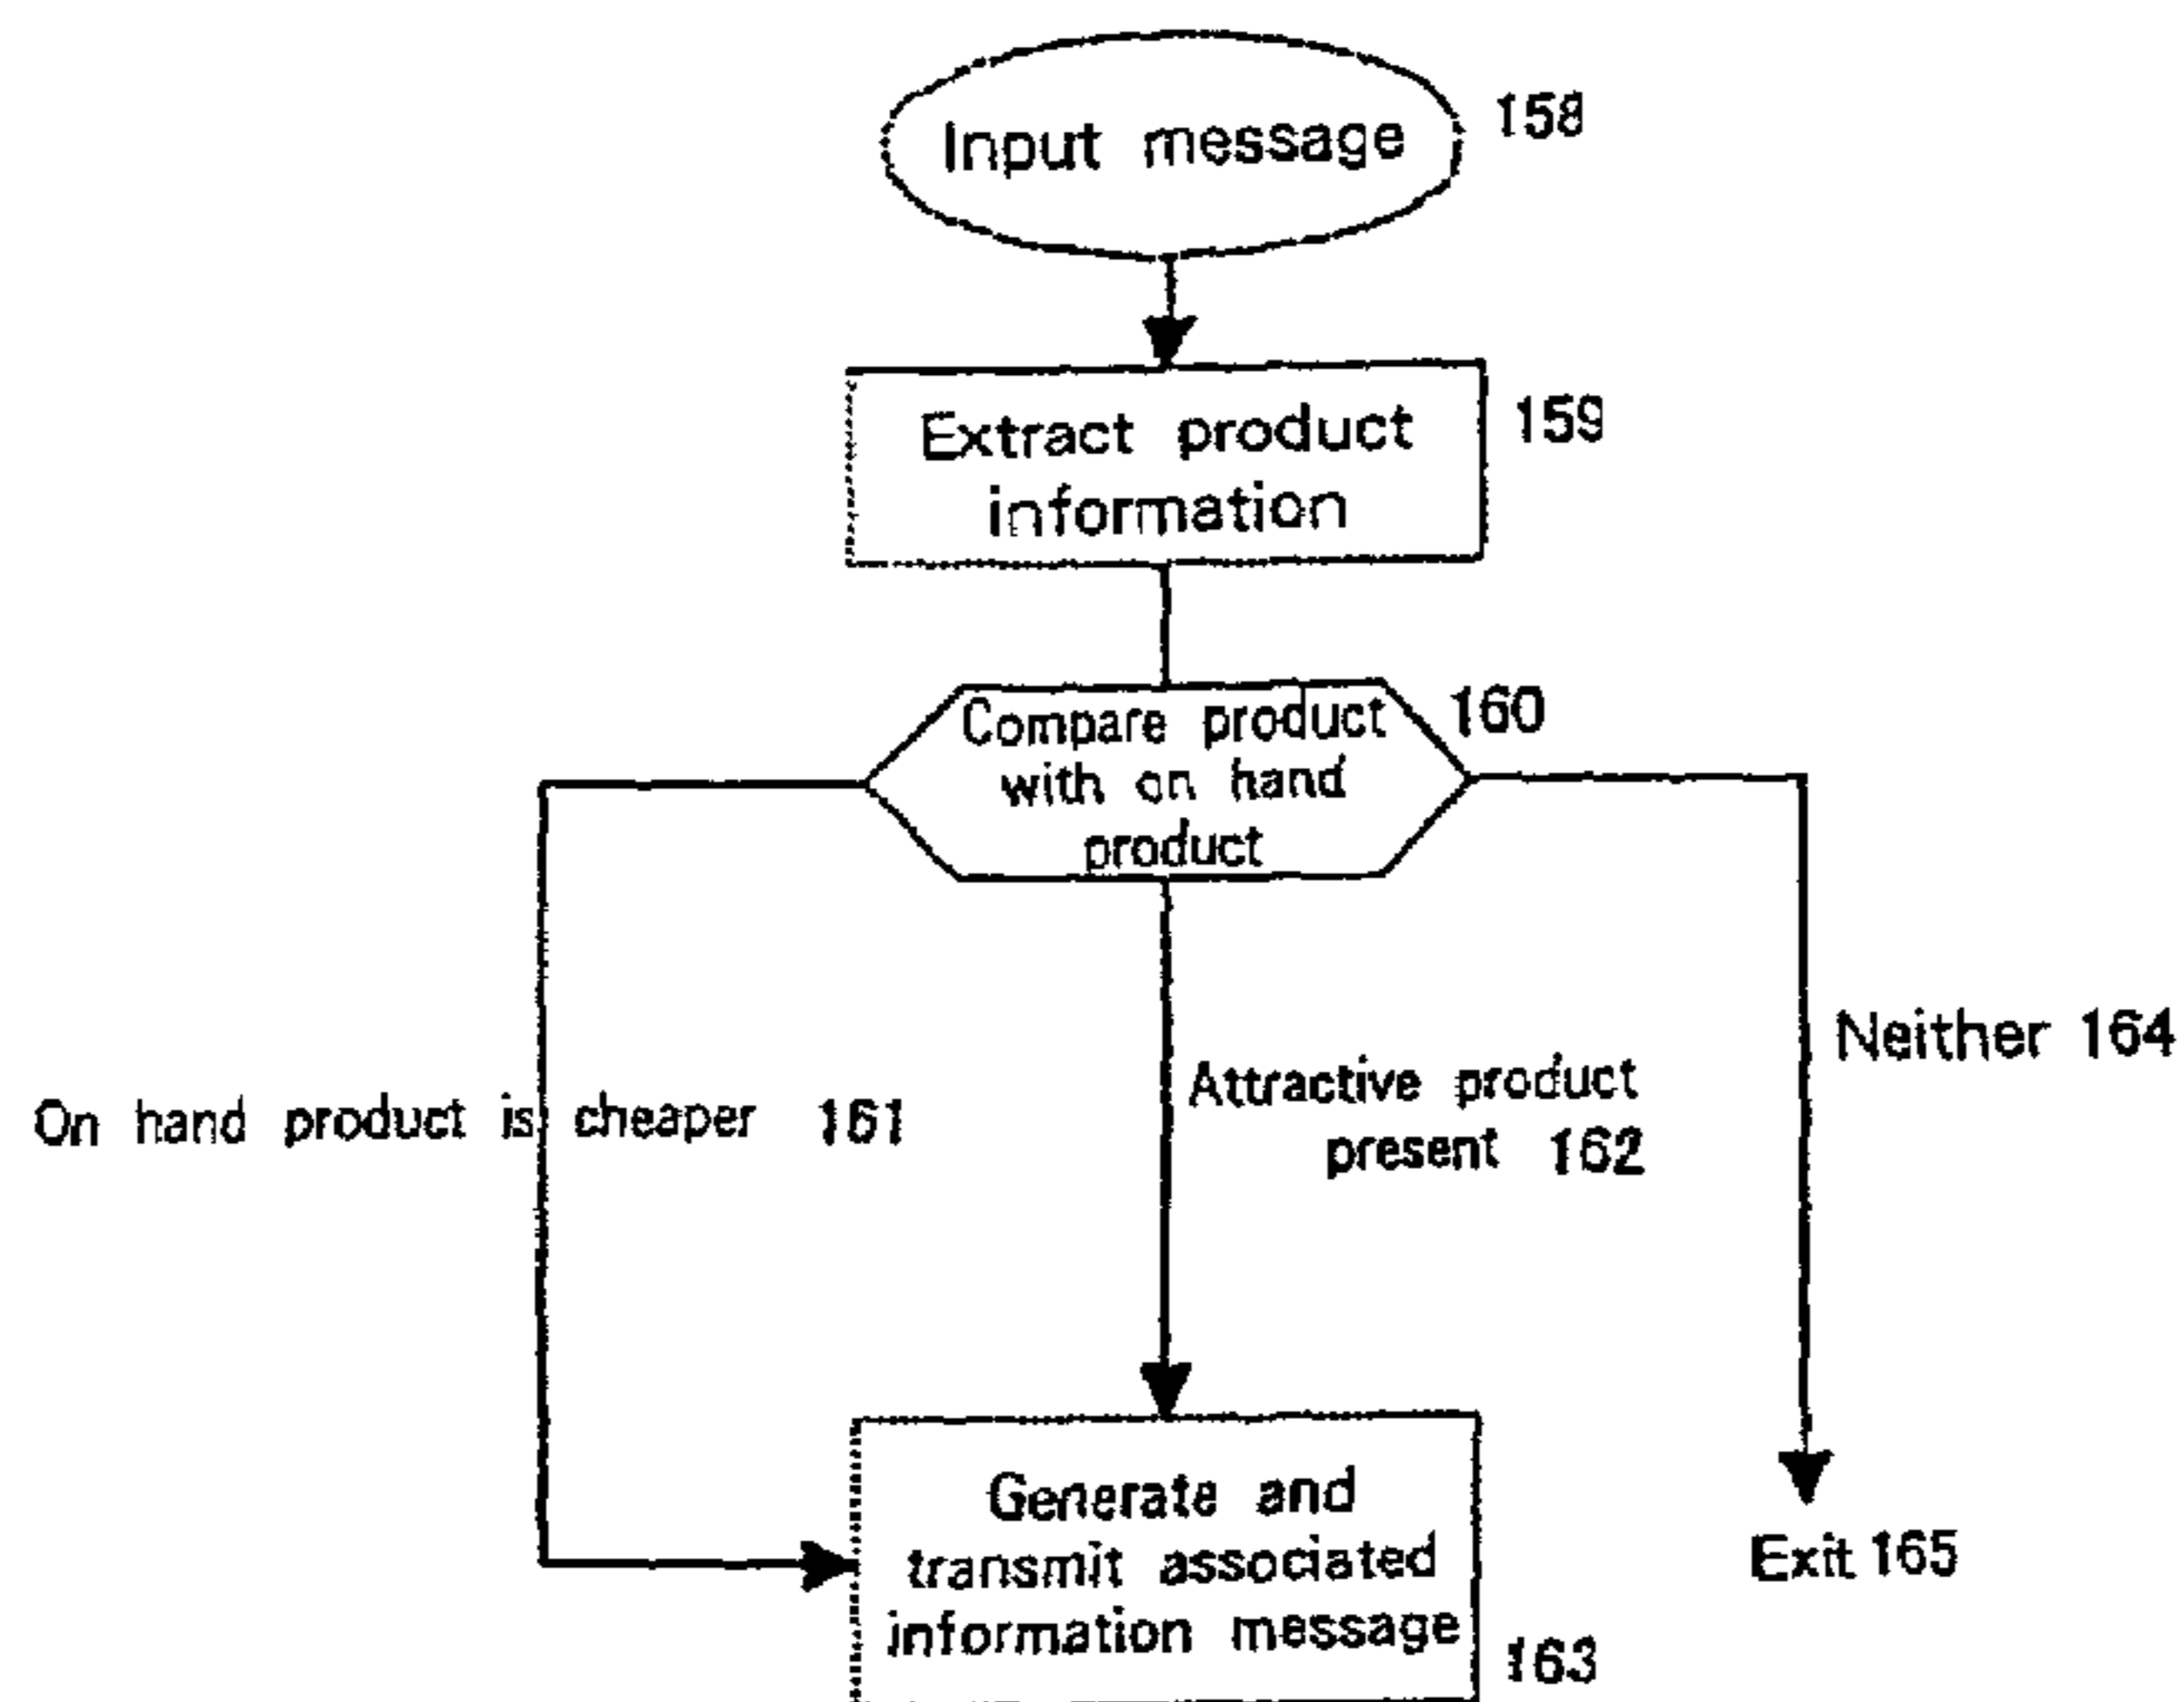 Input message 158
Extract product 159
information
Compare product 160
with on hand
product
Neither 164
Attractive product
present 162
On hand product is cheaper 161
Generate and
transmit associated
information message
163
Exit 165